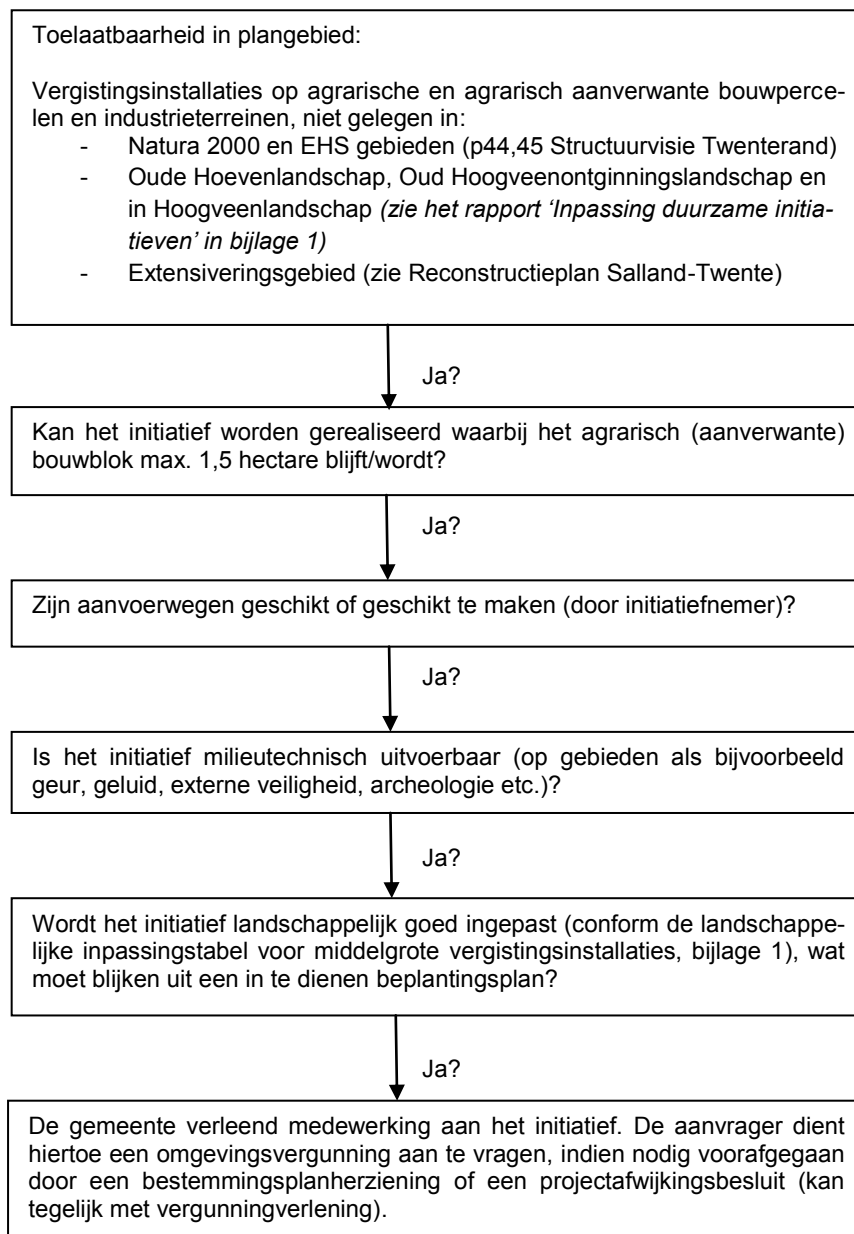 Toelaatbaarheid in plangebied:
Vergistingsinstallaties op agrarische en agrarisch aanverwante bouwperce-
len en industrieterreinen, niet gelegen in:
- Natura 2000 en EHS gebieden (p44,45 Structuurvisie Twenterand)
- Oude Hoevenlandschap, Oud Hoogveenontginningslandschap en
in Hoogveenlandschap (zie het rapport ‘Inpassing duurzame initia-
tieven’ in bijlage 1)
- Extensiveringsgebied (zie Reconstructieplan Salland-Twente)
Ja?
Kan het initiatief worden gerealiseerd waarbij het agrarisch (aanverwante)
bouwblok max. 1,5 hectare blijft/wordt?
Ja?
Zijn aanvoerwegen geschikt of geschikt te maken (door initiatiefnemer)?
Ja?
Is het initiatief milieutechnisch uitvoerbaar (op gebieden als bijvoorbeeld
geur, geluid, externe veiligheid, archeologie etc.)?
Ja?
Wordt het initiatief landschappelijk goed ingepast (conform de landschappe-
lijke inpassingstabel voor middelgrote vergistingsinstallaties, bijlage 1), wat
moet blijken uit een in te dienen beplantingsplan?
Ja?
De gemeente verleend medewerking aan het initiatief. De aanvrager dient
hiertoe een omgevingsvergunning aan te vragen, indien nodig voorafgegaan
door een bestemmingsplanherziening of een projectafwijkingsbesluit (kan
tegelijk met vergunningverlening).